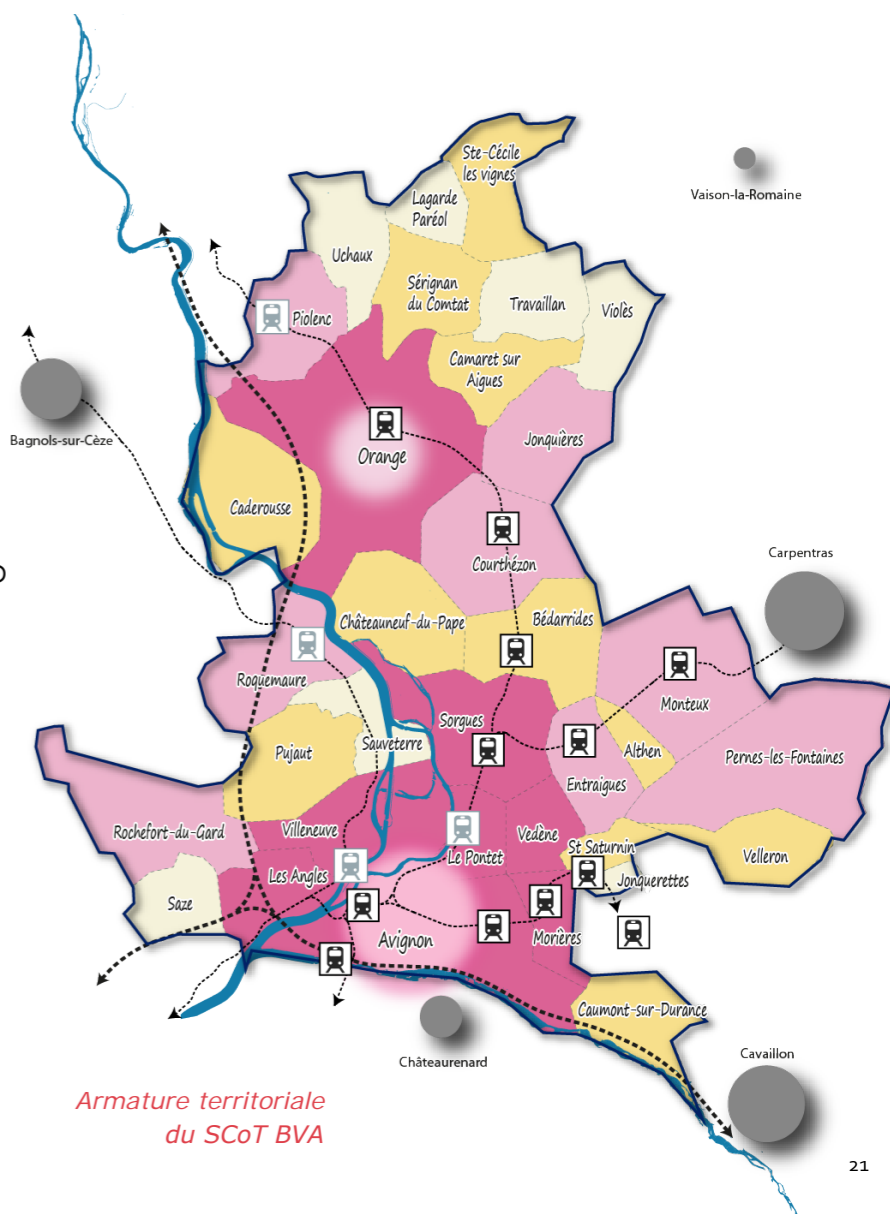 Ste-Cécile
les vignes
Vaison-la-Romaine
Lagarde
Paréol
Uchaux
Sérignan
du Comtat
Travaillan
Violès
Piolenc
Camaret sur
Aigues
Bagnols-sur-Cèze
Orange
Jonquières
Caderousse
Courthézon
Carpentras
Châteauneuf-du-Pape
Bédarrides
Roquemaure
Monteux
Sorgues
Sauveterre
Althen
Pujaut
Entraigues
Pernes-les-Fontaines
Rochefort-du-Gard
Villeneuve
Vedène
Le Pontet
St Saturnin
Velleron
Les Angles
Jonquerettes
Saze
Avignon
Morières
Caumont-sur-Durance
Châteaurenard
Cavaillon
Armature territoriale
du SCoT BVA
21